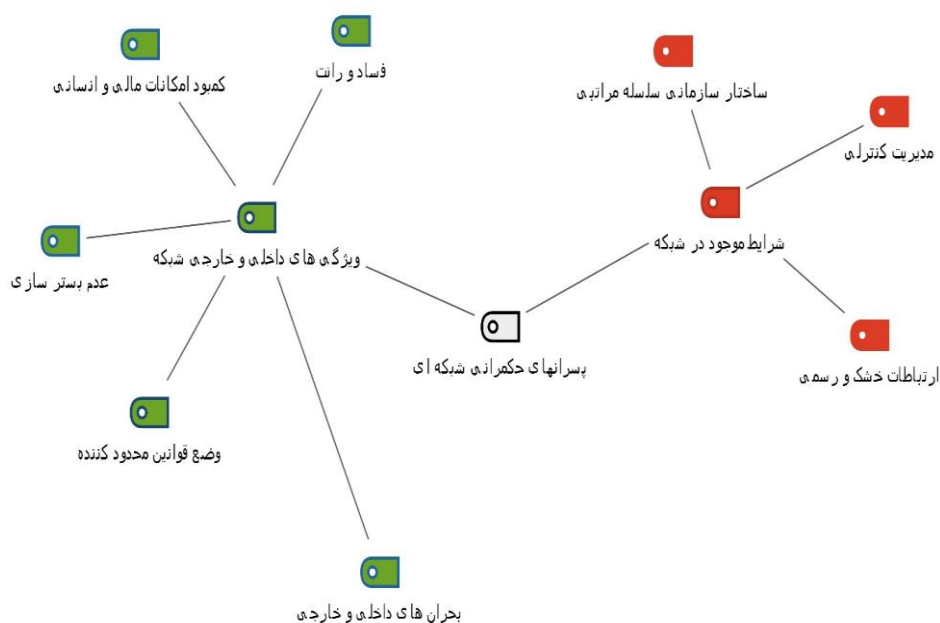 فساد و رانت
کمبود امکانات مالی و انسانی
ساختار سازمانی سلسله مراتبی
مدیریت کنترلی
شرایط موجود در شبکه
ویژگی های داخلی و خارجی شبکه
عدم بستر سازی
پسرانهای حکمرانی شبکه ای
ارتباطات خشک و رسمی
وضع قوانین محدود کننده
بحران های داخلی و خارجی